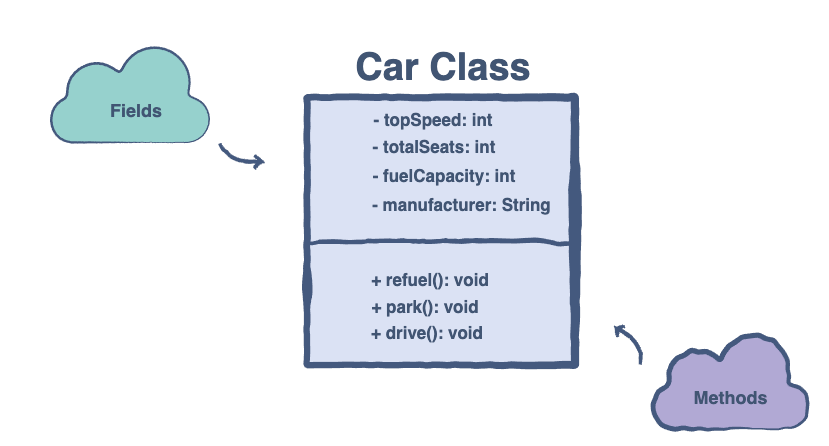 Car Class
Fields
- topSpeed: int
- totalSeats: int
- fuelCapacity: int
- manufacturer: String
+ refuel(): void
+ park(): void
+ drive(): void
Methods